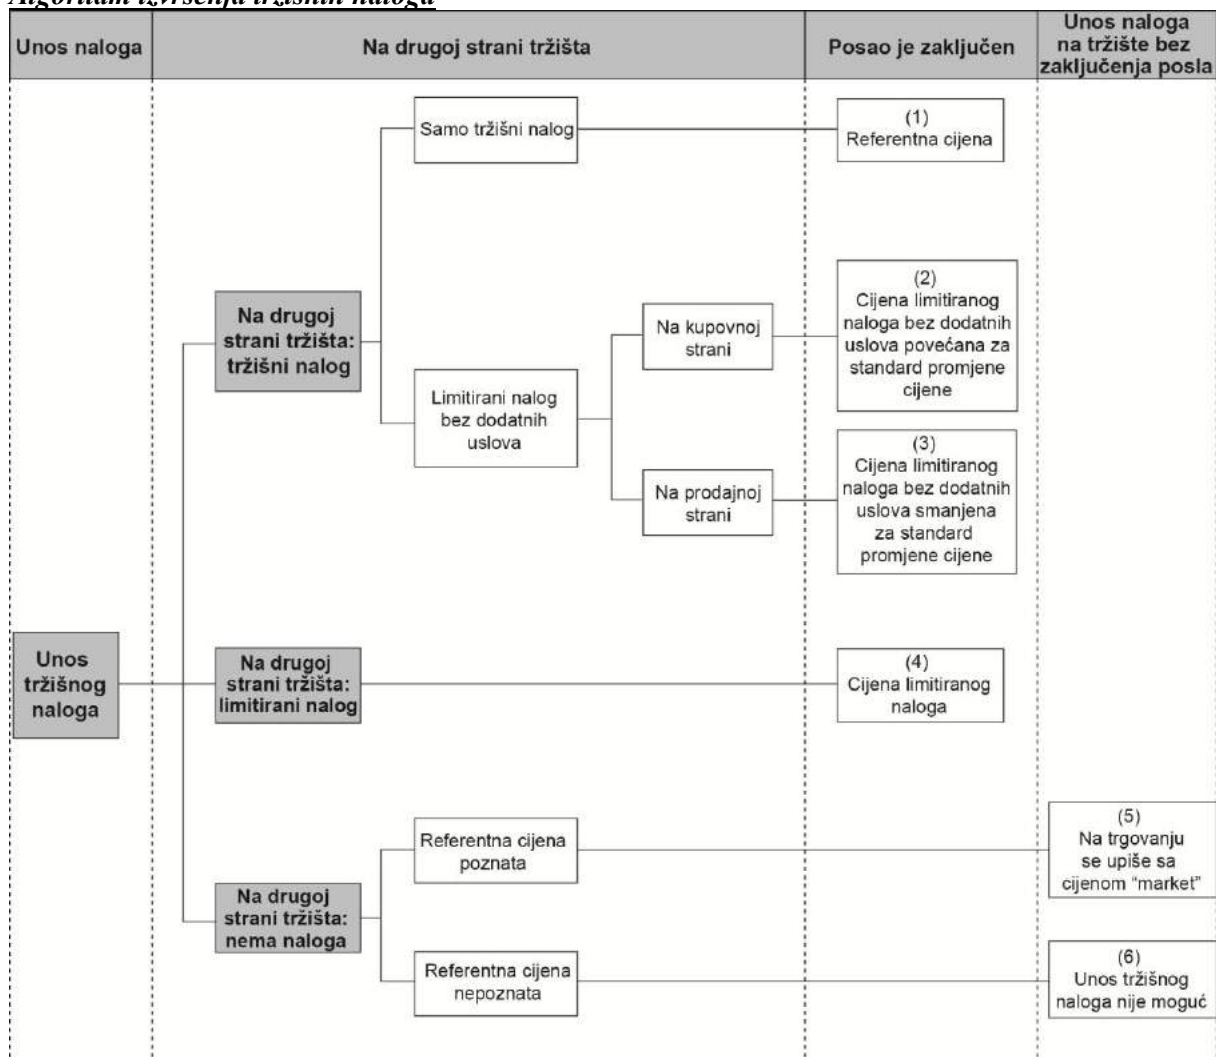 Algoritam izvršenja tržišnih naloga
Unos naloga
Na drugoj strani tržišta
Posao je zaključen
Unos naloga
na tržište bez
zaključenja posla
Samo tržišni nalog
(1)
Referentna cijena
Na drugoj
strani tržišta:
tržišni nalog
Limitirani nalog
bez dodatnih
uslova
Na kupovnoj
strani
(2)
Cijena limitiranog
naloga bez dodatnih
uslova povećana za
standard promjene
cijene
Na prodajnoj
strani
(3)
Cijena limitiranog
naloga bez dodatnih
uslova smanjena
za standard
promjene cijene
Unos
tržišnog
naloga
Na drugoj
strani tržišta:
limitirani nalog
(4)
Cijena limitiranog
naloga
Na drugoj
strani tržišta:
nema naloga
Referentna cijena
poznata
(5)
Na trgovanju
se upiše sa
cijenom “market”
Referentna cijena
nepoznata
(6)
Unos tržišnog
naloga nije moguć